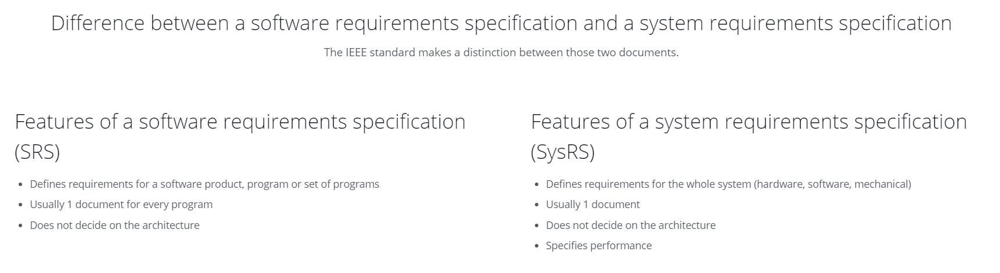 Difference between a software requirements specification and a system requirements specification
The IEEE standard makes a distinction between those two documents.
Features of a software requirements specification
(SRS)
• Defines requirements for a software product, program or set of programs
• Usually 1 document for every program
• Does not decide on the architecture
Features of a system requirements specification
(SysRS)
• Defines requirements for the whole system (hardware, software, mechanical)
• Usually 1 document
• Does not decide on the architecture
• Specifies performance